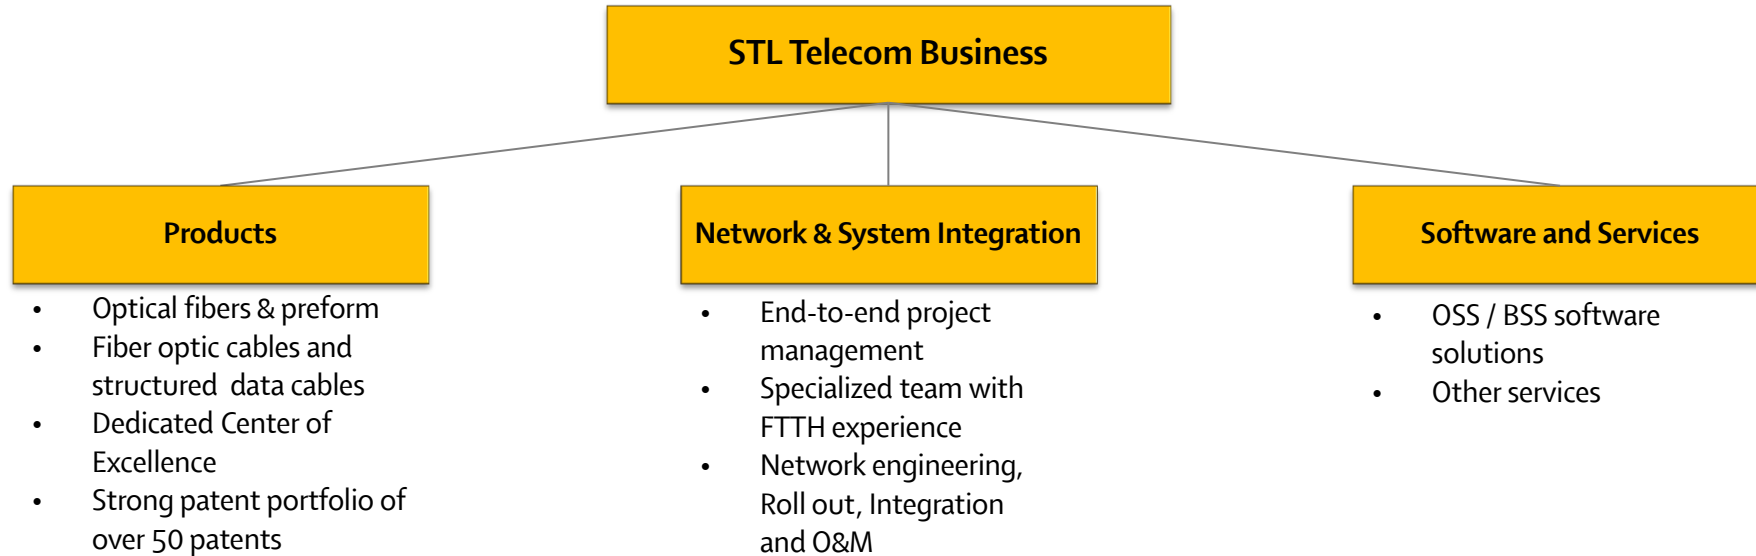 STL Telecom Business
Products
• Optical fibers & preform
• Fiber optic cables and
structured data cables
• Dedicated Center of
Excellence
• Strong patent portfolio of
over 50 patents
Network & System Integration
• End-to-end project
management
• Specialized team with
FTTH experience
• Network engineering,
Roll out, Integration
and O&M
Software and Services
• OSS / BSS software
solutions
• Other services